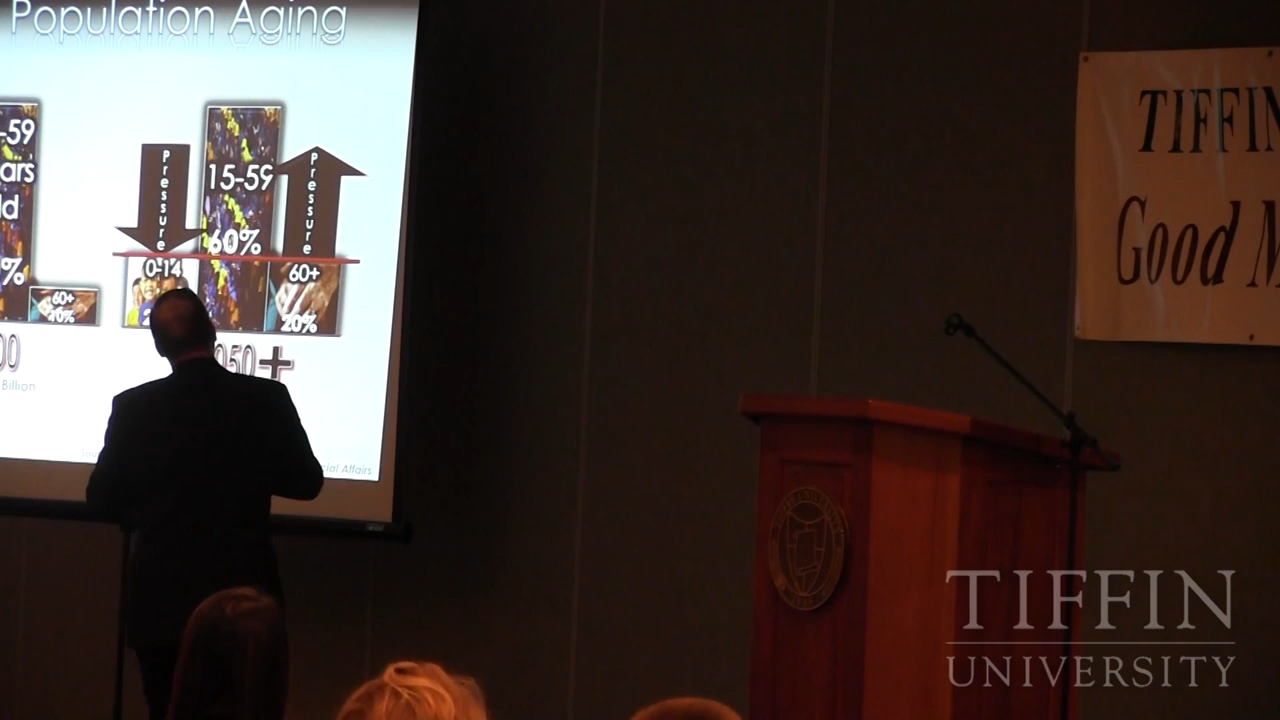 Population Aging
-59
ars
ld
%
60+
10%
Pressure
15-59
60%
Pressure
0-14
60+
20%
00
Billion
050+
cial Affairs
TIFFIN
Good M
TIFFIN
UNIVERSITY